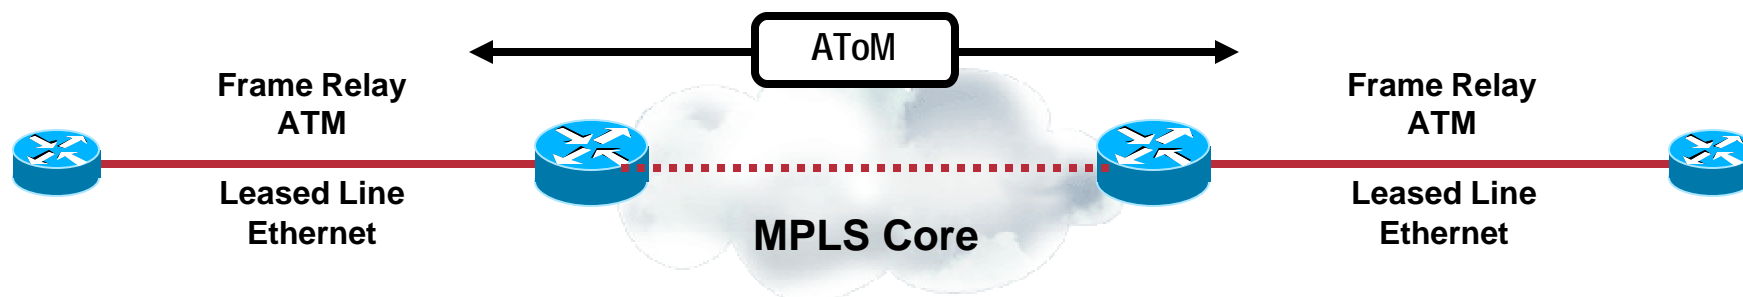 AToM
Frame Relay
ATM
Leased Line
Ethernet
MPLS Core
Frame Relay
ATM
Leased Line
Ethernet